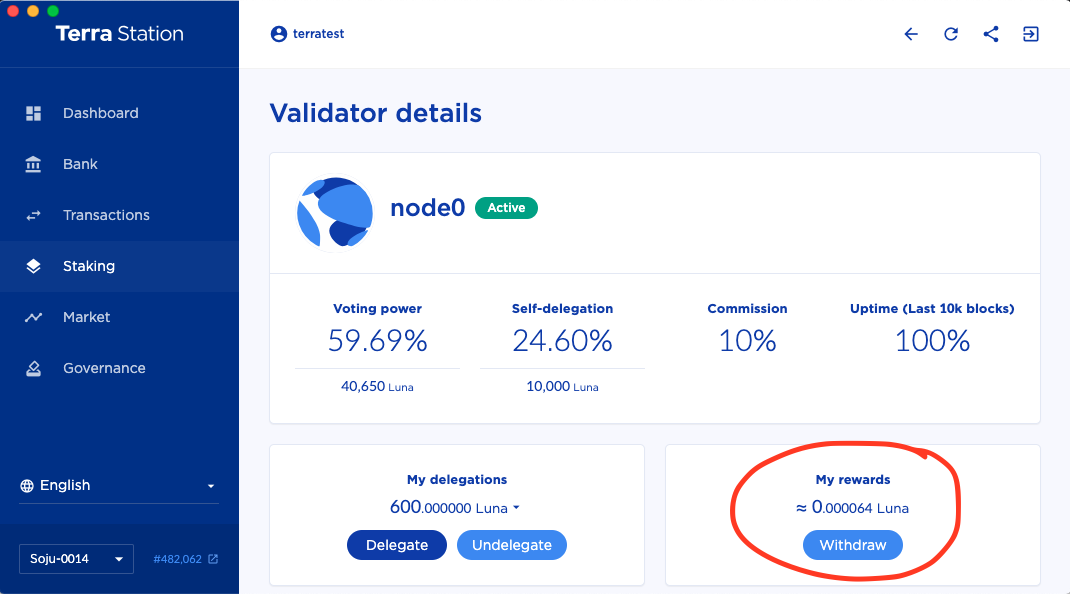 Terra Station
terratest
Dashboard
Bank
Transactions
Staking
Market
Governance
English
Soju-0014
#482,062
Validator details
node0
Active
Voting power
59.69%
40,650 Luna
Self-delegation
24.60%
10,000 Luna
Commission
10%
Uptime (Last 10k blocks)
100%
My delegations
600.000000 Luna
Delegate
Undelegate
My rewards
≈ 0.000064 Luna
Withdraw